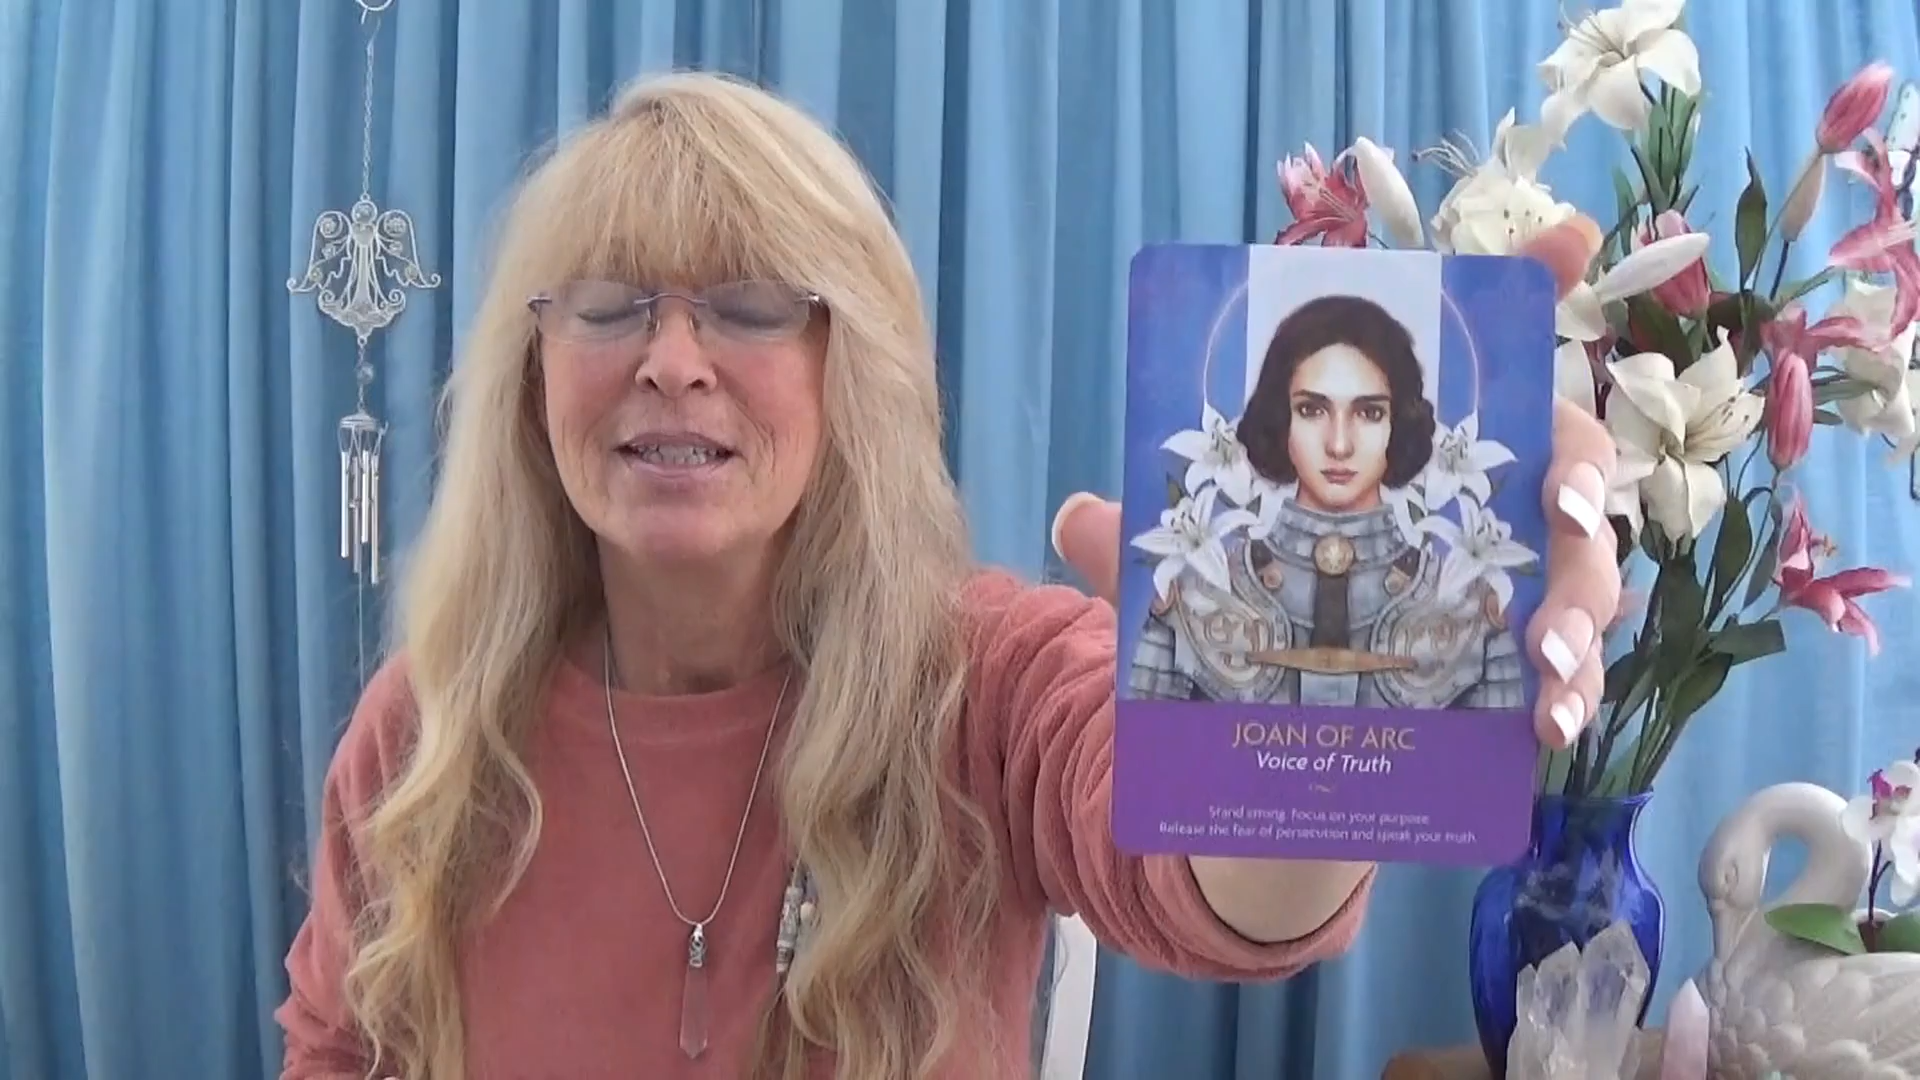 JOAN OF ARC
Voice of Truth
Stand strong. Focus on your purpose.
Release the fear of persecution and speak your truth.